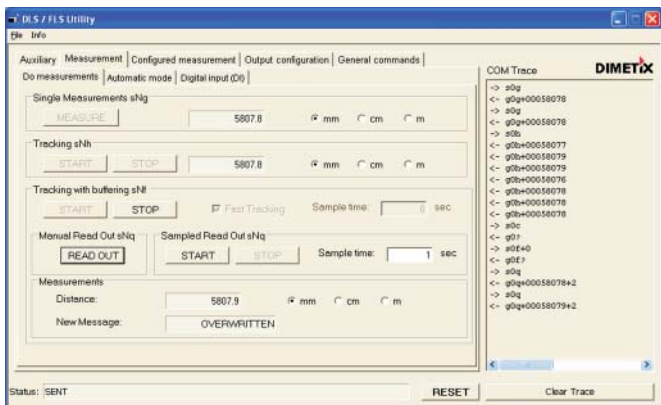 DLS / FLS Utility
File Info
Auxiliary Measurement Configured measurement Output configuration General commands
Do measurements Automatic mode Digital input (DI)
Single Measurements sNg
MEASURE 5807.8 mm cm m
Tracking sNh
START STOP 5807.8 mm cm m
Tracking with buffering sNf
START STOP Fast Tracking Sample time: 0 sec
Manual Read Out sNq Sampled Read Out sNq
READ OUT START STOP Sample time: 1 sec
Measurements
Distance: 5807.9 mm cm m
New Message: OVERWRITTEN
COM Trace DIMETIX
-> s0g
<- g0g+00058078
-> s0g
<- g0g+00058078
-> s0h
<- g0h+00058077
<- g0h+00058079
<- g0h+00058079
<- g0h+00058076
<- g0h+00058078
<- g0h+00058078
<- g0h+00058078
-> s0c
<- g0?
-> s0f+0
<- g0f?
-> s0q
<- g0q+00058078+2
-> s0q
<- g0q+00058079+2
Status: SENT RESET Clear Trace